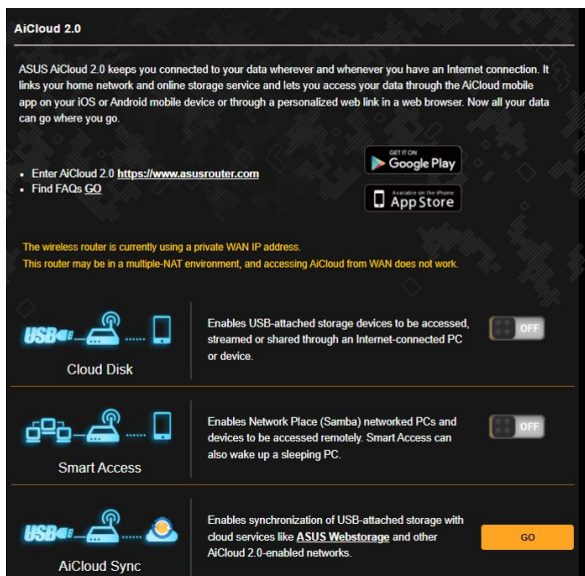 AiCloud 2.0
ASUS AiCloud 2.0 keeps you connected to your data wherever and whenever you have an Internet connection. It
links your home network and online storage service and lets you access your data through the AiCloud mobile
app on your iOS or Android mobile device or through a personalized web link in a web browser. Now all your data
can go where you go.
GET IT ON
Google Play
Enter AiCloud 2.0 https://www.asusrouter.com
Find FAQs GO
Available on the iPhone
App Store
The wireless router is currently using a private WAN IP address.
This router may be in a multiple-NAT environment, and accessing AiCloud from WAN does not work.
USB
Cloud Disk
Enables USB-attached storage devices to be accessed,
streamed or shared through an Internet-connected PC
or device.
OFF
Smart Access
Enables Network Place (Samba) networked PCs and
devices to be accessed remotely. Smart Access can
also wake up a sleeping PC.
OFF
USB
AiCloud Sync
Enables synchronization of USB-attached storage with
cloud services like ASUS Webstorage and other
AiCloud 2.0-enabled networks.
GO